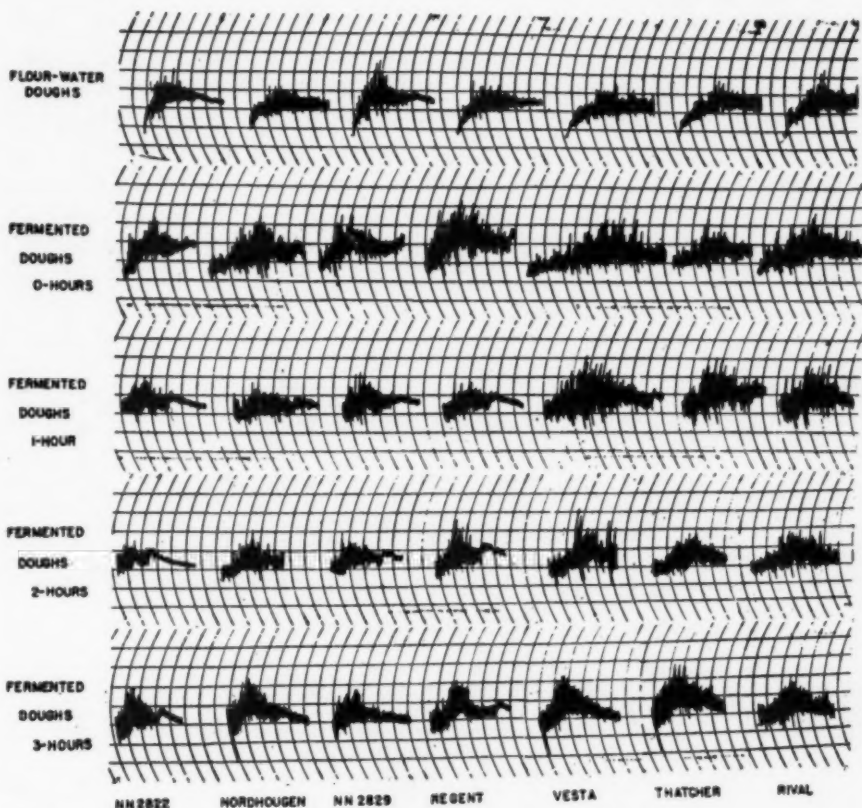 FLOUR-WATER
DOUGHS
FERMENTED
DOUGHS
0-HOURS
FERMENTED
DOUGHS
1-HOUR
FERMENTED
DOUGHS
2-HOURS
FERMENTED
DOUGHS
3-HOURS
NN 2822 NORDHOUGEN NN 2829 REGENT VESTA THATCHER RIVAL